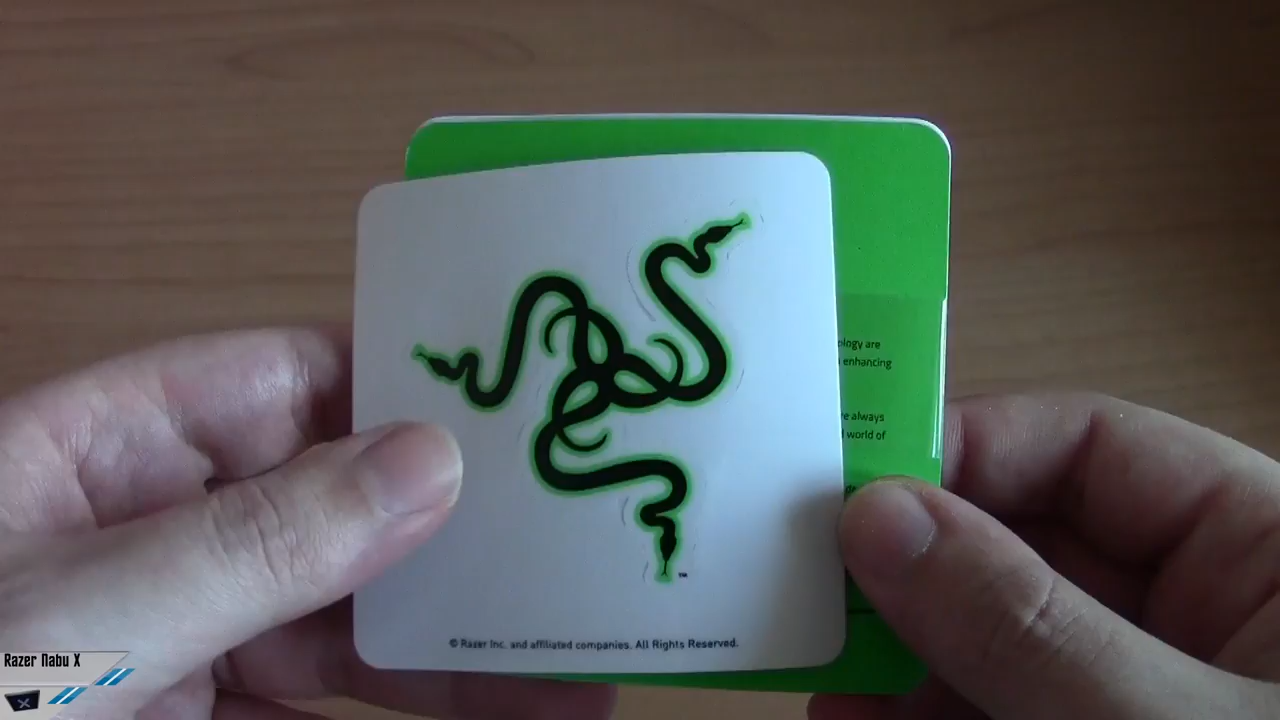 ology are
enhancing
e always
world of
™
© Razer Inc. and affiliated companies. All Rights Reserved.
Razer Nabu X